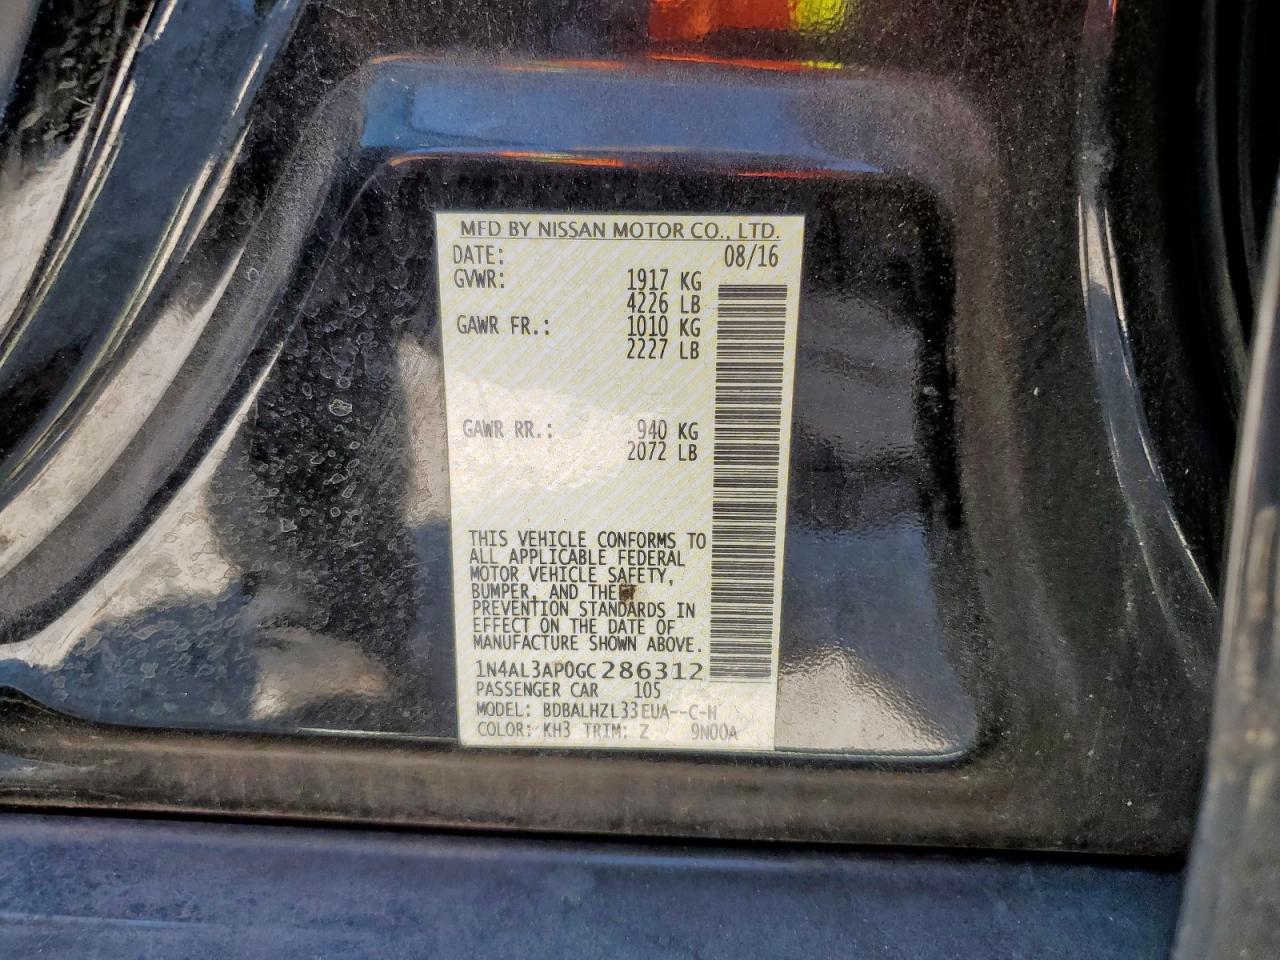 MFD BY NISSAN MOTOR CO., LTD.
DATE: 08/16
GVWR: 1917 KG
4226 LB
GAWR FR.: 1010 KG
2227 LB
GAWR RR.: 940 KG
2072 LB
THIS VEHICLE CONFORMS TO
ALL APPLICABLE FEDERAL
MOTOR VEHICLE SAFETY,
BUMPER, AND THEFT
PREVENTION STANDARDS IN
EFFECT ON THE DATE OF
MANUFACTURE SHOWN ABOVE.
1N4AL3AP0GC286312
PASSENGER CAR 105
MODEL: BDBALHZL33EUA--C-H
COLOR: KH3 TRIM: Z 9N00A